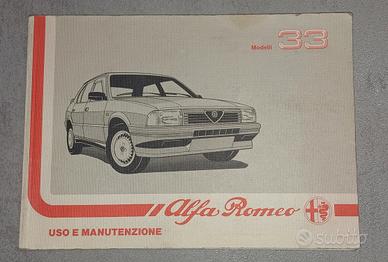 Modelli 33
Alfa Romeo
USO E MANUTENZIONE
subito